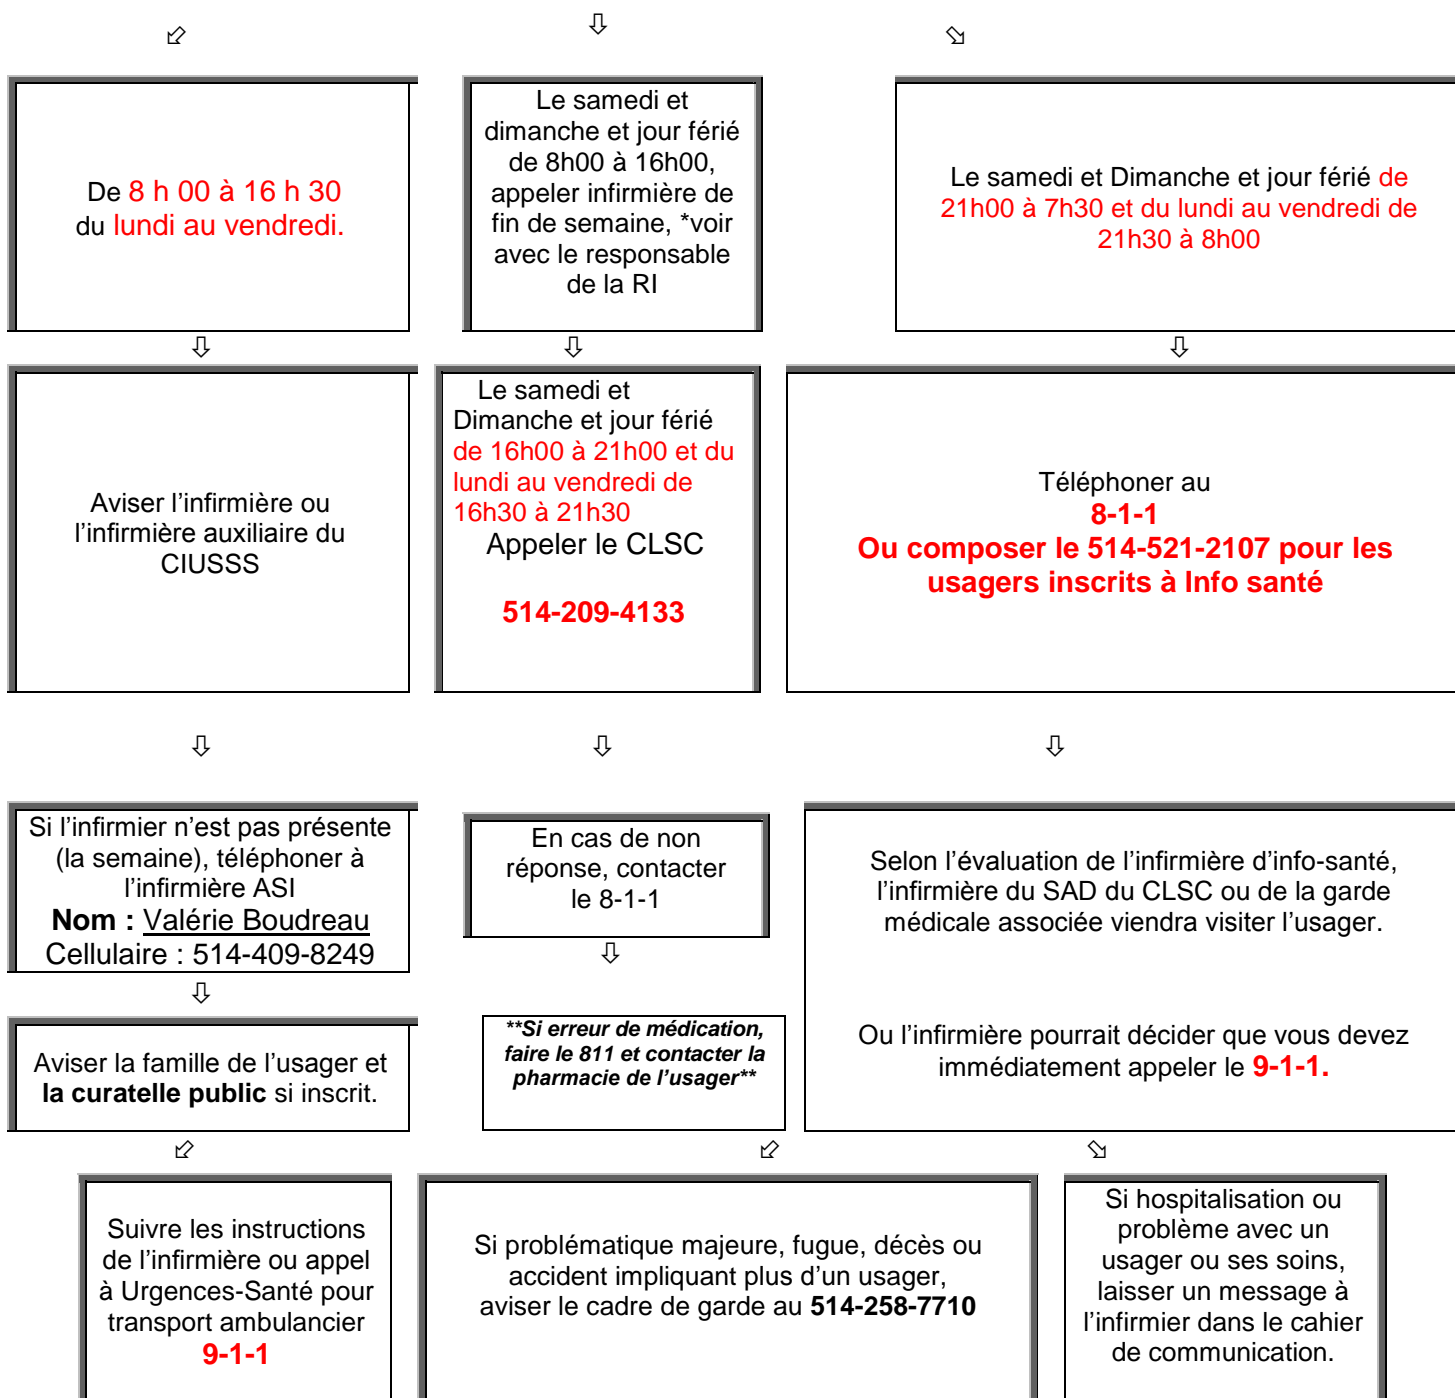 De 8 h 00 à 16 h 30
du lundi au vendredi.
Le samedi et
dimanche et jour férié
de 8h00 à 16h00,
appeler infirmière de
fin de semaine, *voir
avec le responsable
de la RI
Le samedi et Dimanche et jour férié de
21h00 à 7h30 et du lundi au vendredi de
21h30 à 8h00
Aviser l’infirmière ou
l’infirmière auxiliaire du
CIUSSS
Le samedi et
Dimanche et jour férié
de 16h00 à 21h00 et du
lundi au vendredi de
16h30 à 21h30
Appeler le CLSC
514-209-4133
Téléphoner au
8-1-1
Ou composer le 514-521-2107 pour les
usagers inscrits à Info santé
Si l’infirmier n’est pas présente
(la semaine), téléphoner à
l’infirmière ASI
Nom : Valérie Boudreau
Cellulaire : 514-409-8249
En cas de non
réponse, contacter
le 8-1-1
Selon l’évaluation de l’infirmière d’info-santé,
l’infirmière du SAD du CLSC ou de la garde
médicale associée viendra visiter l’usager.
Ou l’infirmière pourrait décider que vous devez
immédiatement appeler le 9-1-1.
Aviser la famille de l’usager et
la curatelle public si inscrit.
**Si erreur de médication,
faire le 811 et contacter la
pharmacie de l’usager**
Suivre les instructions
de l’infirmière ou appel
à Urgences-Santé pour
transport ambulancier
9-1-1
Si problématique majeure, fugue, décès ou
accident impliquant plus d’un usager,
aviser le cadre de garde au 514-258-7710
Si hospitalisation ou
problème avec un
usager ou ses soins,
laisser un message à
l’infirmier dans le cahier
de communication.